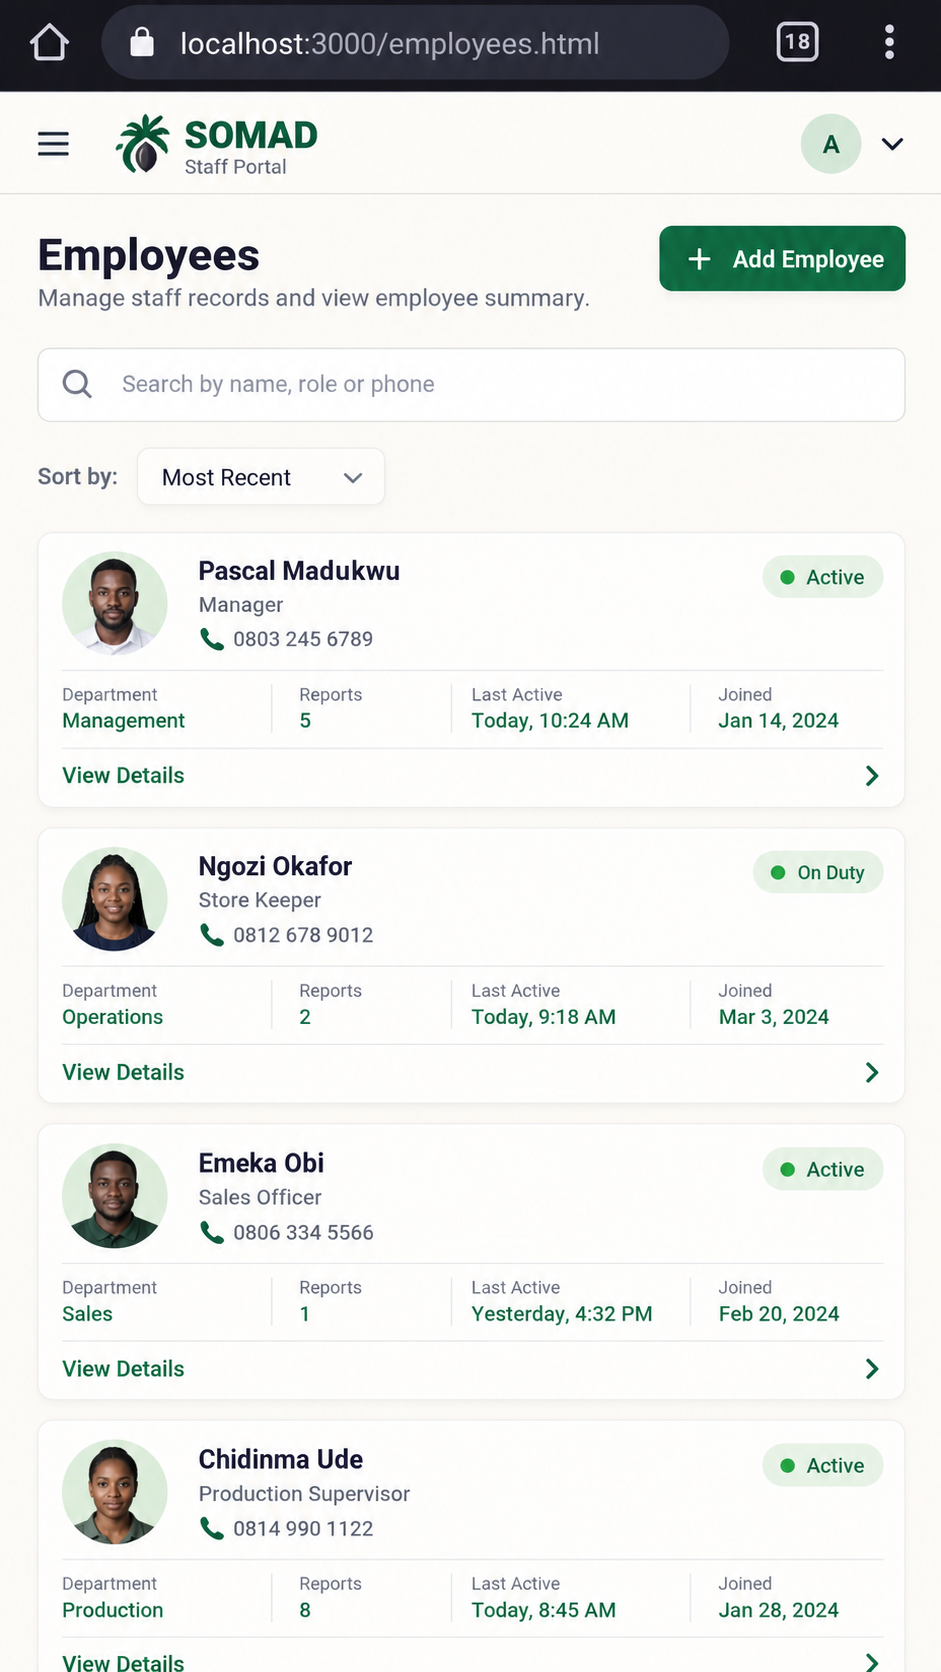 localhost:3000/employees.html
18
SOMAD
Staff Portal
A
Employees
Manage staff records and view employee summary.
+ Add Employee
Search by name, role or phone
Sort by: Most Recent
Pascal Madukwu
Active
Manager
0803 245 6789
Department Reports Last Active Joined
Management 5 Today, 10:24 AM Jan 14, 2024
View Details
Ngozi Okafor
On Duty
Store Keeper
0812 678 9012
Department Reports Last Active Joined
Operations 2 Today, 9:18 AM Mar 3, 2024
View Details
Emeka Obi
Active
Sales Officer
0806 334 5566
Department Reports Last Active Joined
Sales 1 Yesterday, 4:32 PM Feb 20, 2024
View Details
Chidinma Ude
Active
Production Supervisor
0814 990 1122
Department Reports Last Active Joined
Production 8 Today, 8:45 AM Jan 28, 2024
View Details